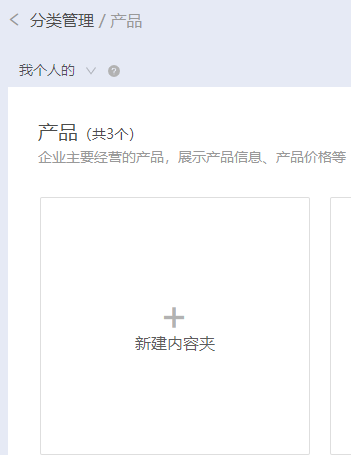 分类管理 / 产品
我个人的
产品（共3个）
企业主要经营的产品，展示产品信息、产品价格等
新建内容夹